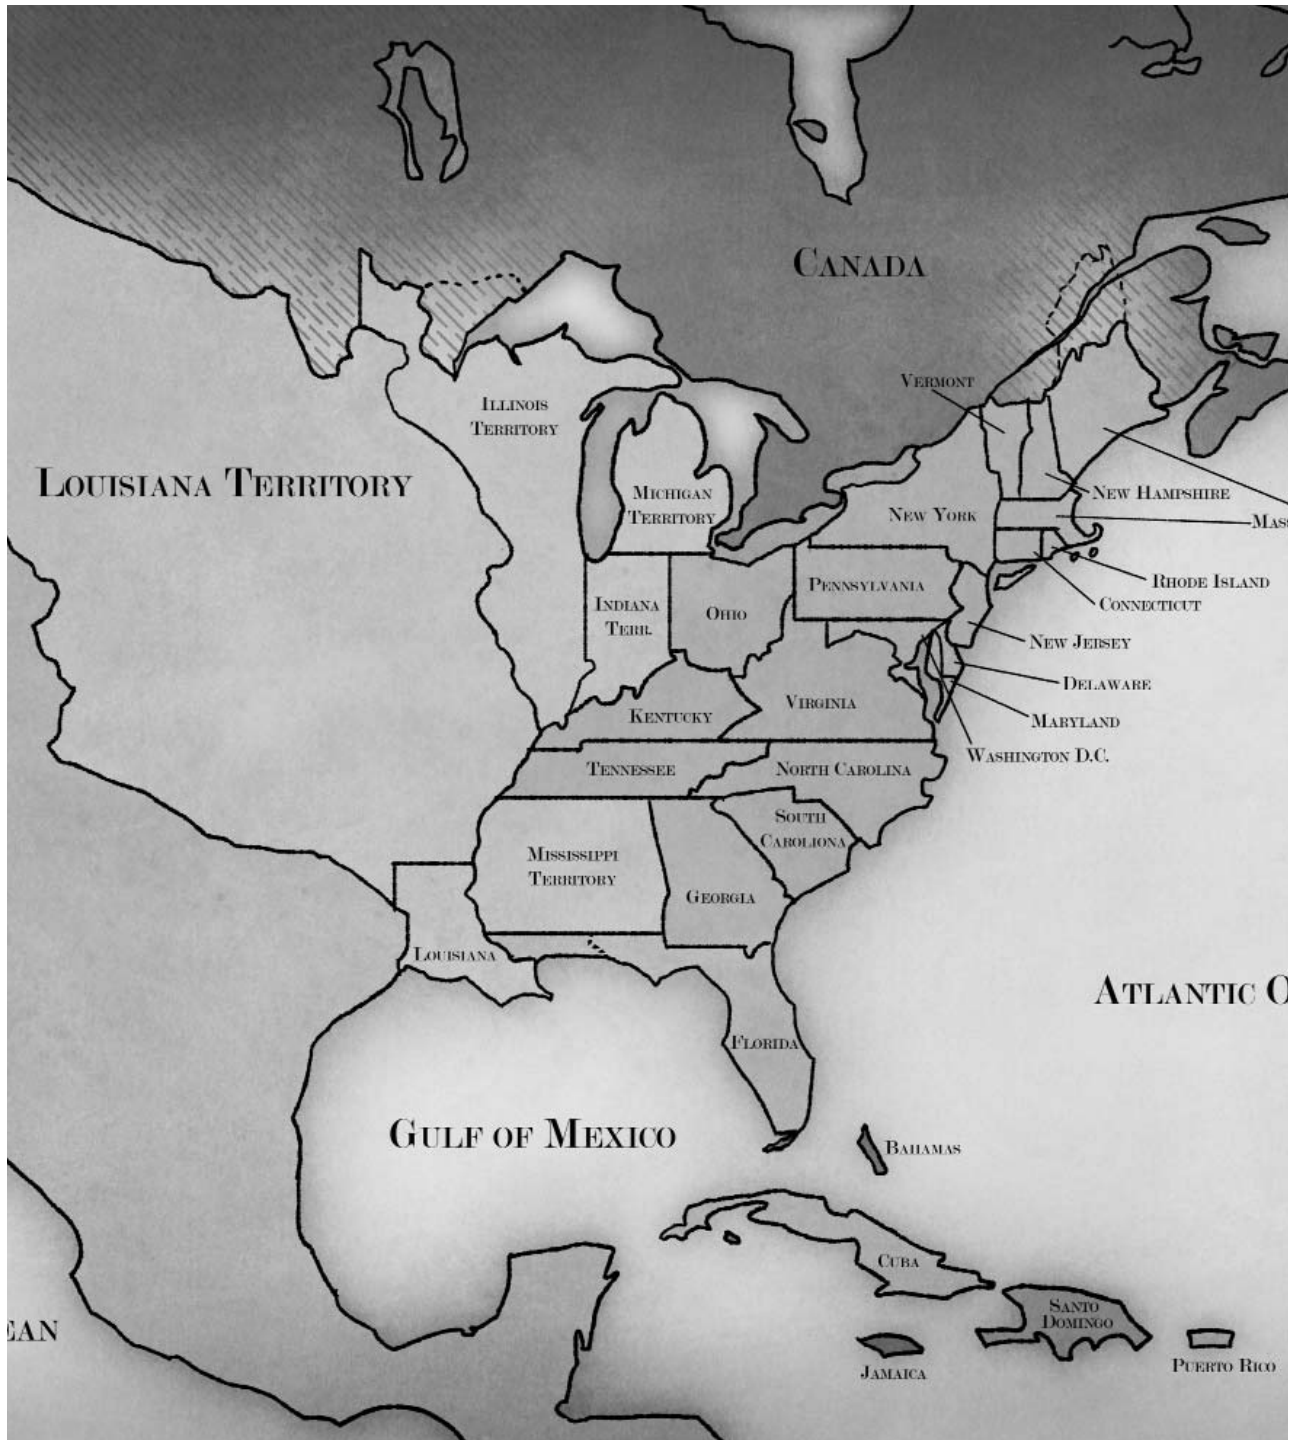 CANADA
VERMONT
ILLINOIS
TERRITORY
LOUISIANA TERRITORY
MICHIGAN
TERRITORY
NEW HAMPSHIRE
NEW YORK
MASS
RHODE ISLAND
PENNSYLVANIA
CONNECTICUT
INDIANA
TERR.
OHIO
NEW JERSEY
DELAWARE
VIRGINIA
KENTUCKY
MARYLAND
WASHINGTON D.C.
TENNESSEE
NORTH CAROLINA
SOUTH
CAROLIONA
MISSISSIPPI
TERRITORY
GEORGIA
LOUISIANA
ATLANTIC O
FLORIDA
GULF OF MEXICO
BAHAMAS
CUBA
SANTO
DOMINGO
EAN
JAMAICA
PUERTO RICO